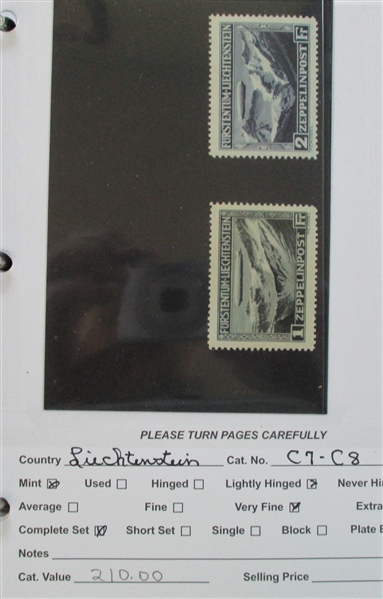 FÜRSTENTUM-LIECHTENSTEIN
2 ZEPPELINPOST Fr
FÜRSTENTUM-LIECHTENSTEIN
1 ZEPPELINPOST Fr
PLEASE TURN PAGES CAREFULLY
Country Liechtenstein Cat. No. C7-C8
Mint Used Hinged Lightly Hinged Never Hin
Average Fine Very Fine Extra
Complete Set Short Set Single Block Plate B
Notes
Cat. Value 210.00 Selling Price